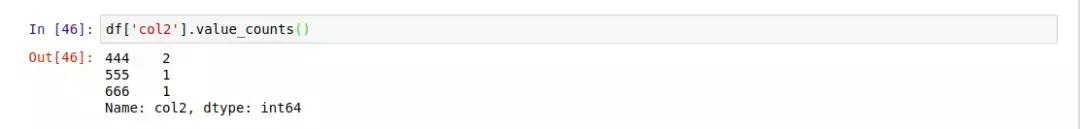 In [46]: df['col2'].value_counts()
Out[46]: 444    2
555    1
666    1
Name: col2, dtype: int64